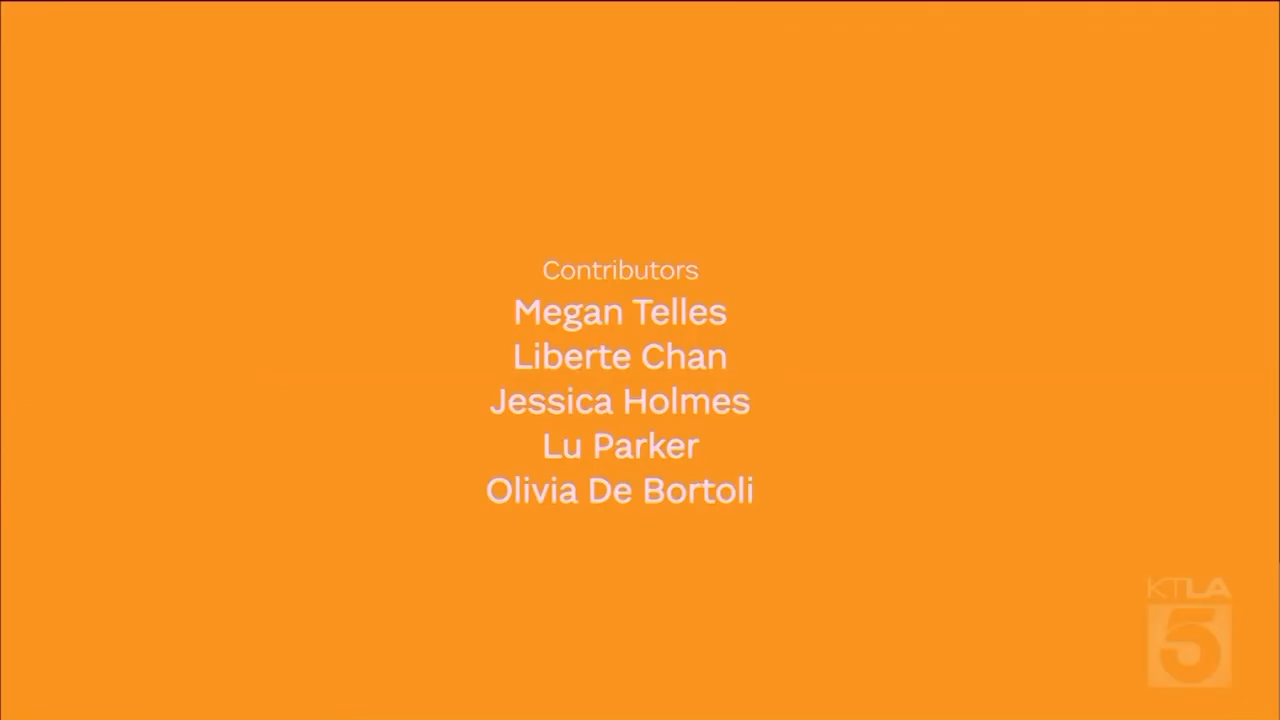 Contributors
Megan Telles
Liberte Chan
Jessica Holmes
Lu Parker
Olivia De Bortoli
KTLA
5